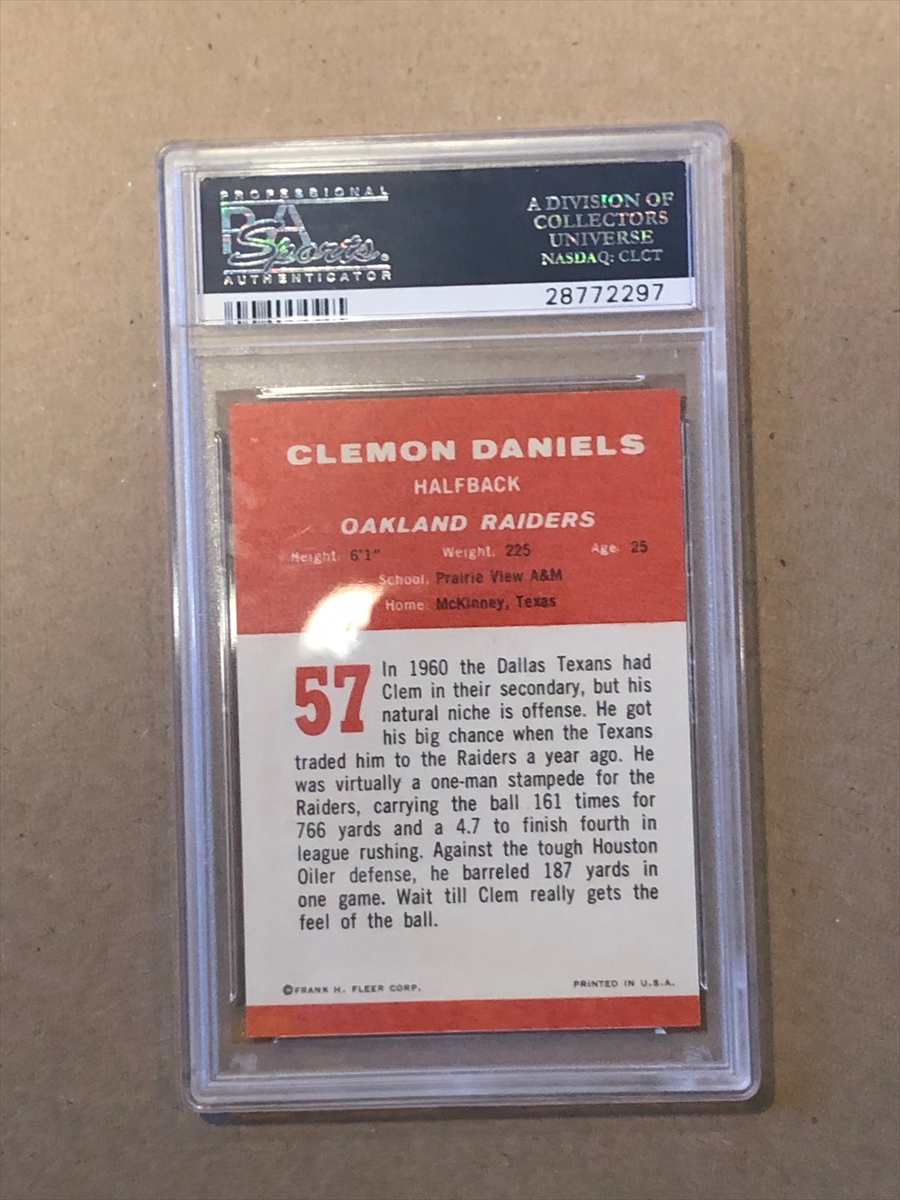 PROFESSIONAL
PSA
Sports
AUTHENTICATOR
A DIVISION OF
COLLECTORS
UNIVERSE
NASDAQ: CLCT
28772297
CLEMON DANIELS
HALFBACK
OAKLAND RAIDERS
Height. 6'1" Weight. 225 Age. 25
School. Prairie View A&M
Home. McKinney, Texas
57
In 1960 the Dallas Texans had
Clem in their secondary, but his
natural niche is offense. He got
his big chance when the Texans
traded him to the Raiders a year ago. He
was virtually a one-man stampede for the
Raiders, carrying the ball 161 times for
766 yards and a 4.7 to finish fourth in
league rushing. Against the tough Houston
Oiler defense, he barreled 187 yards in
one game. Wait till Clem really gets the
feel of the ball.
©FRANK H. FLEER CORP. PRINTED IN U.S.A.